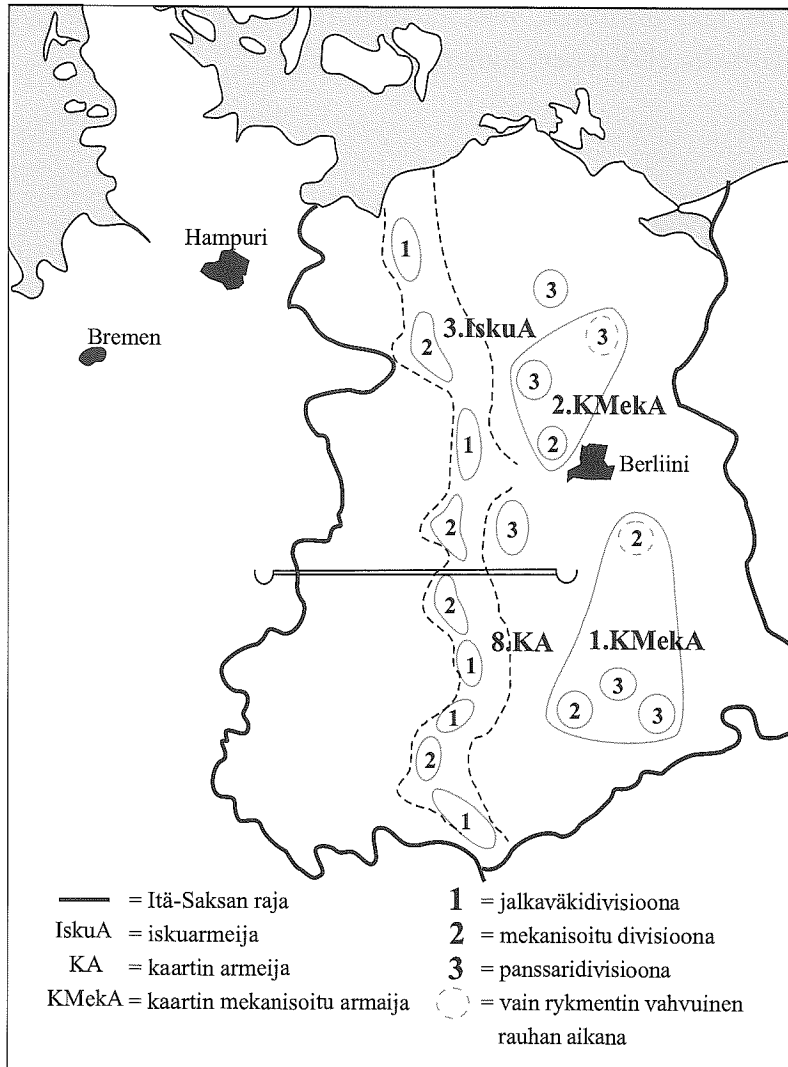 Hampuri
1
3
3.IskuA
3
2
Bremen
3
2.KMekA
1
2
Berliini
2
3
2
2
8.KA
1.KMekA
1
3
1
2
3
2
1
= Itä-Saksan raja
IskuA = iskuarmeija
KA = kaartin armeija
KMekA = kaartin mekanisoitu armaija
1 = jalkaväkidivisioona
2 = mekanisoitu divisioona
3 = panssaridivisioona
= vain rykmentin vahvuinen
rauhan aikana